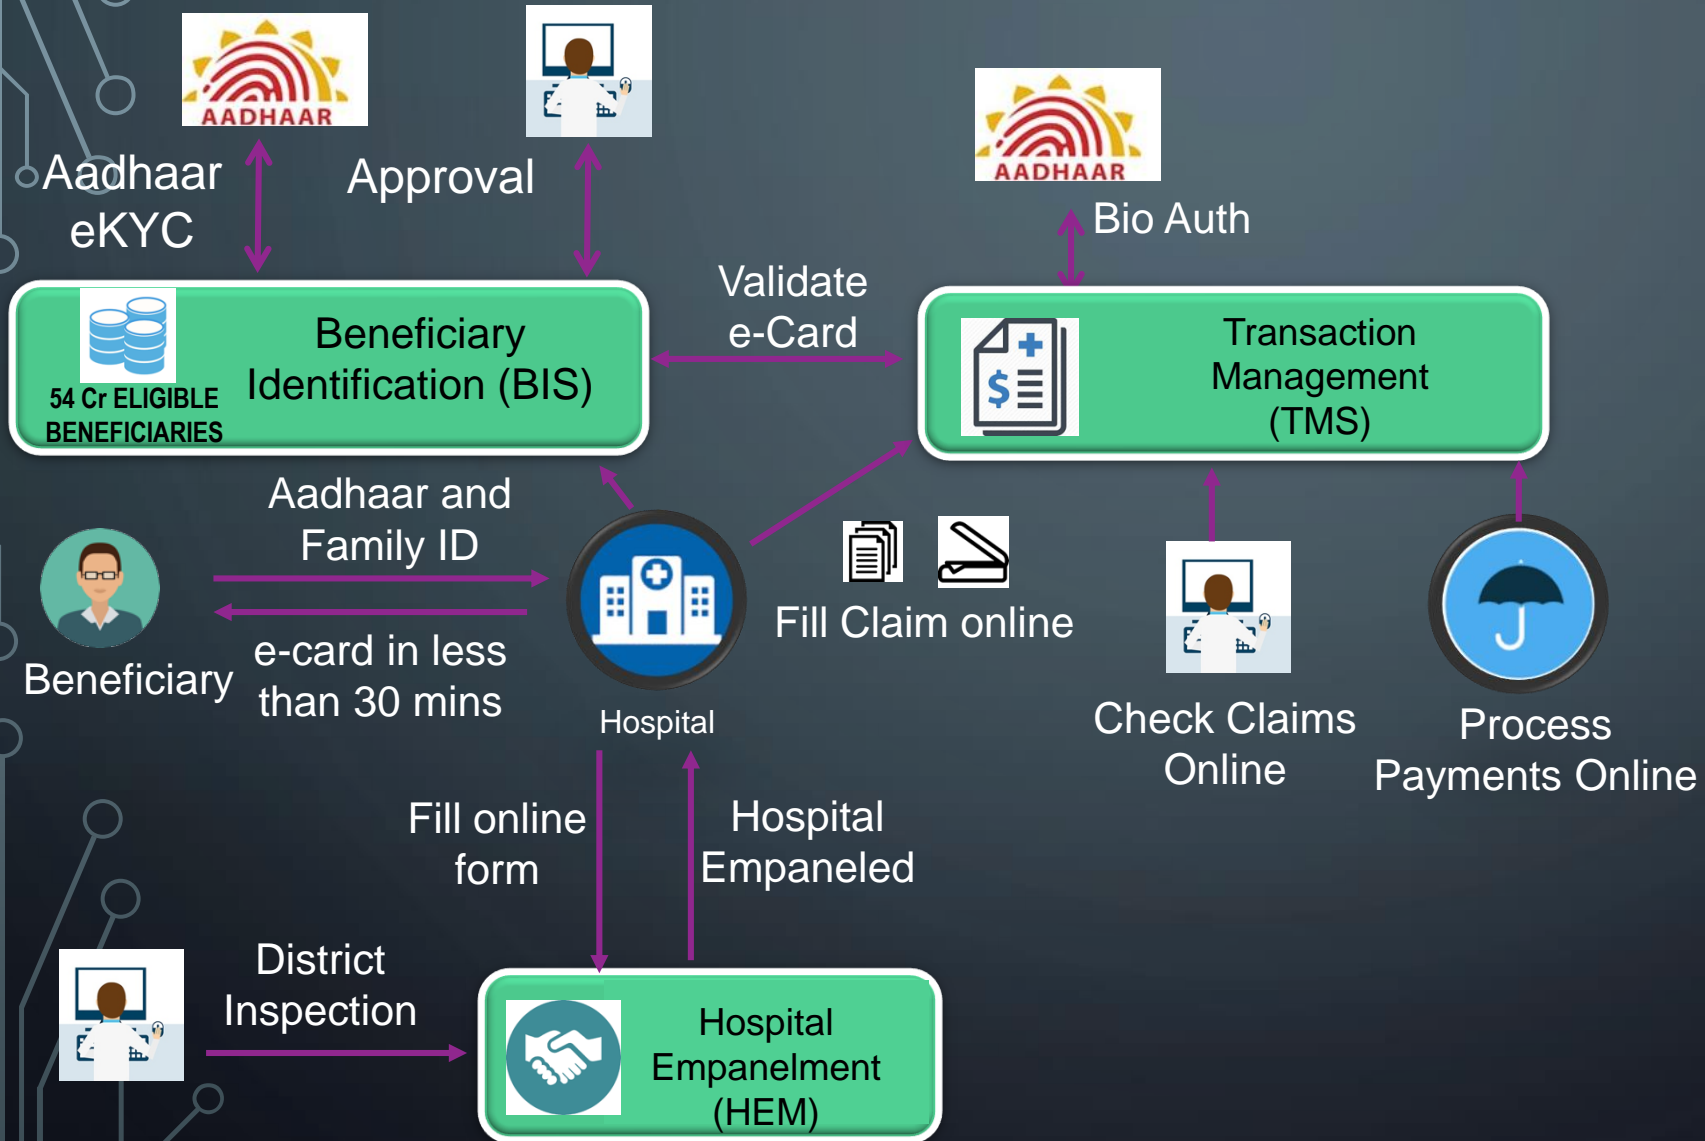 AADHAAR
Aadhaar
eKYC
Approval
AADHAAR
Bio Auth
54 Cr ELIGIBLE
BENEFICIARIES
Beneficiary
Identification (BIS)
Validate
e-Card
$
Transaction
Management
(TMS)
Aadhaar and
Family ID
Beneficiary
e-card in less
than 30 mins
Hospital
Fill Claim online
Check Claims
Online
Process
Payments Online
Fill online
form
Hospital
Empaneled
District
Inspection
Hospital
Empanelment
(HEM)